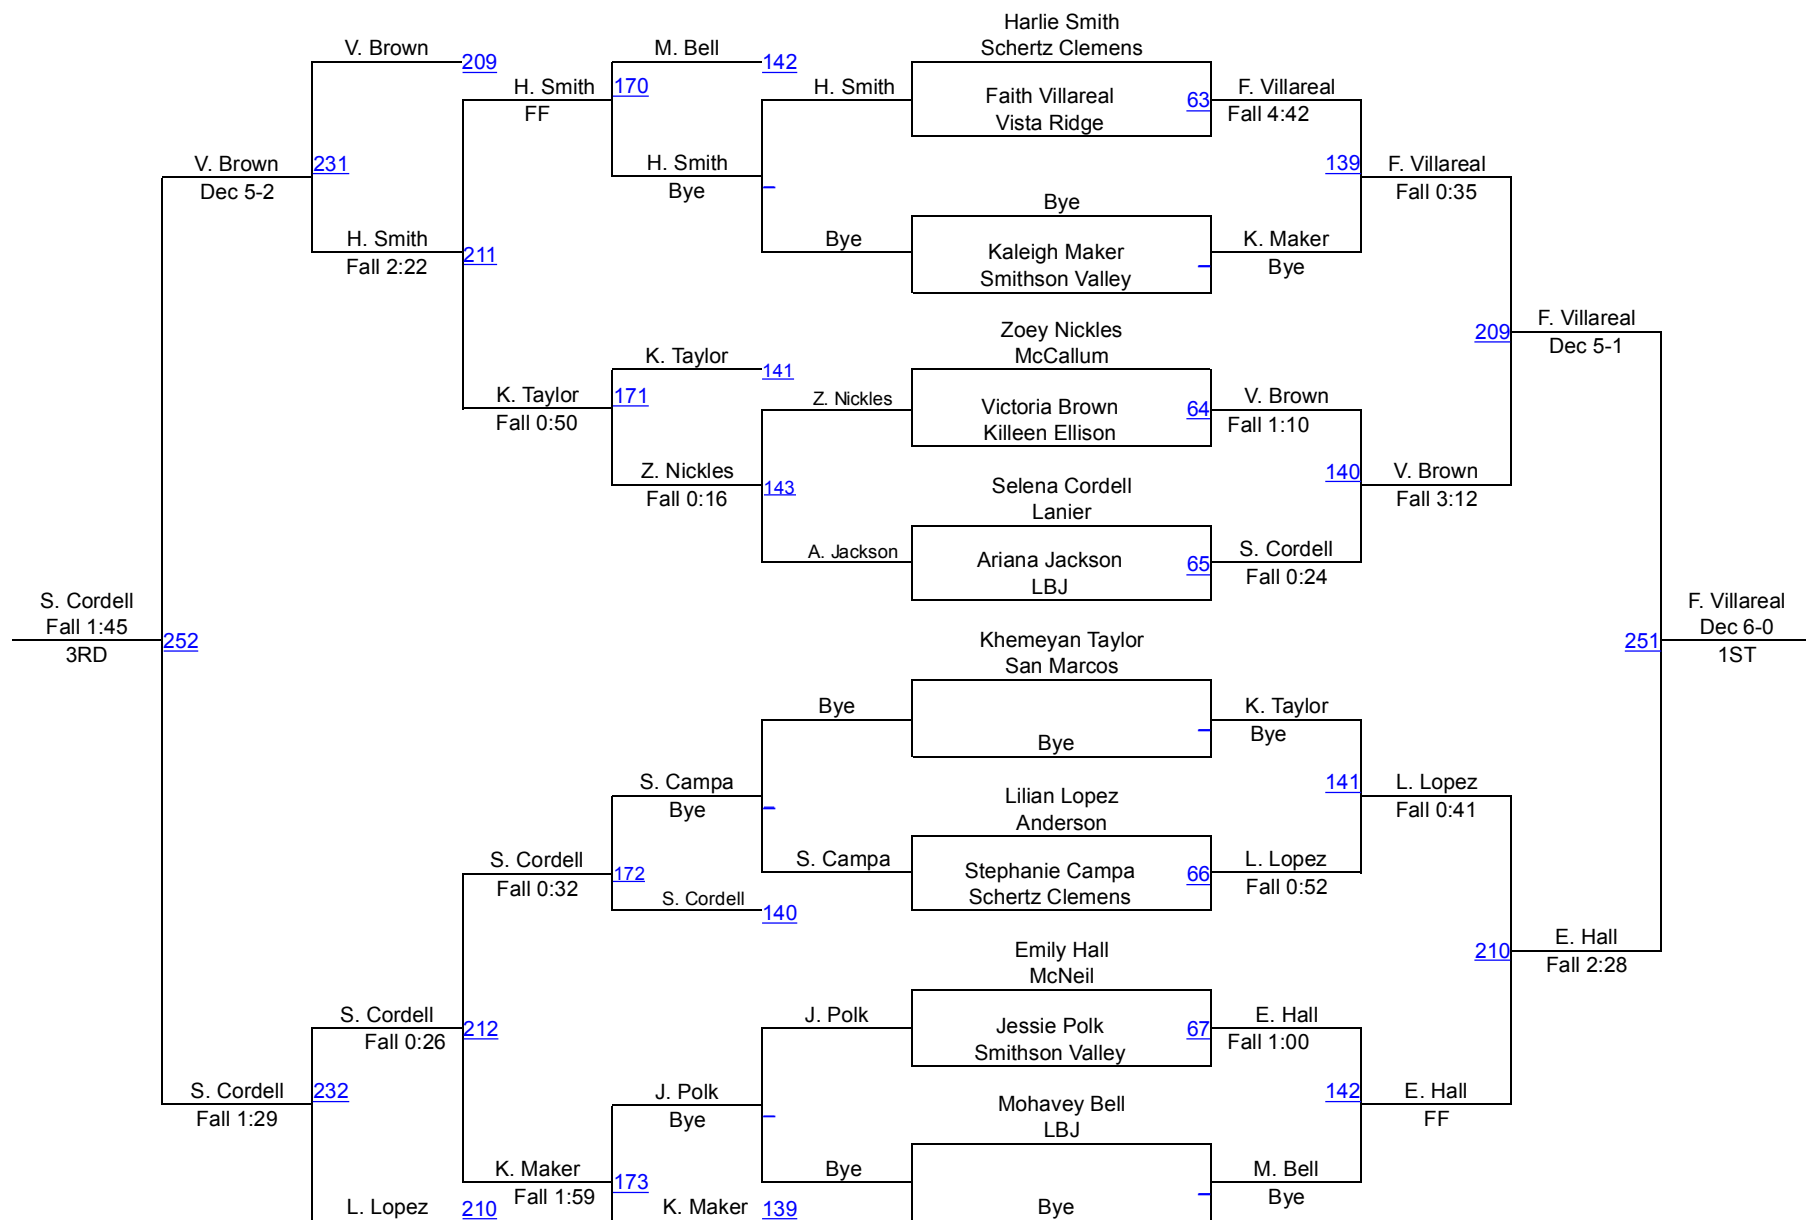 Harlie Smith
V. Brown 209 M. Bell 142 Schertz Clemens
H. Smith 170 H. Smith Faith Villareal 63 F. Villareal
FF Vista Ridge Fall 4:42
V. Brown 231 H. Smith 139 F. Villareal
Dec 5-2 Bye Fall 0:35
Bye
H. Smith 211 Bye Kaleigh Maker K. Maker
Fall 2:22 Smithson Valley Bye
Zoey Nickles 209 F. Villareal
K. Taylor 141 McCallum Dec 5-1
K. Taylor 171 Z. Nickles Victoria Brown 64 V. Brown
Fall 0:50 Killeen Ellison Fall 1:10
Z. Nickles 143 Selena Cordell 140 V. Brown
Fall 0:16 Lanier Fall 3:12
A. Jackson Ariana Jackson 65 S. Cordell
LBJ Fall 0:24
S. Cordell F. Villareal
Fall 1:45 252 Khemeyan Taylor 251 Dec 6-0
3RD San Marcos 1ST
Bye K. Taylor
Bye Bye
S. Campa Lilian Lopez 141 L. Lopez
Bye Anderson Fall 0:41
S. Cordell 172 S. Campa Stephanie Campa 66 L. Lopez
Fall 0:32 Schertz Clemens Fall 0:52
S. Cordell 140
Emily Hall 210 E. Hall
McNeil Fall 2:28
S. Cordell 212 J. Polk Jessie Polk 67 E. Hall
Fall 0:26 Smithson Valley Fall 1:00
S. Cordell 232 J. Polk Mohavey Bell 142 E. Hall
Fall 1:29 Bye LBJ FF
K. Maker 173 Bye M. Bell
Fall 1:59 Bye
L. Lopez 210 K. Maker 139 Bye